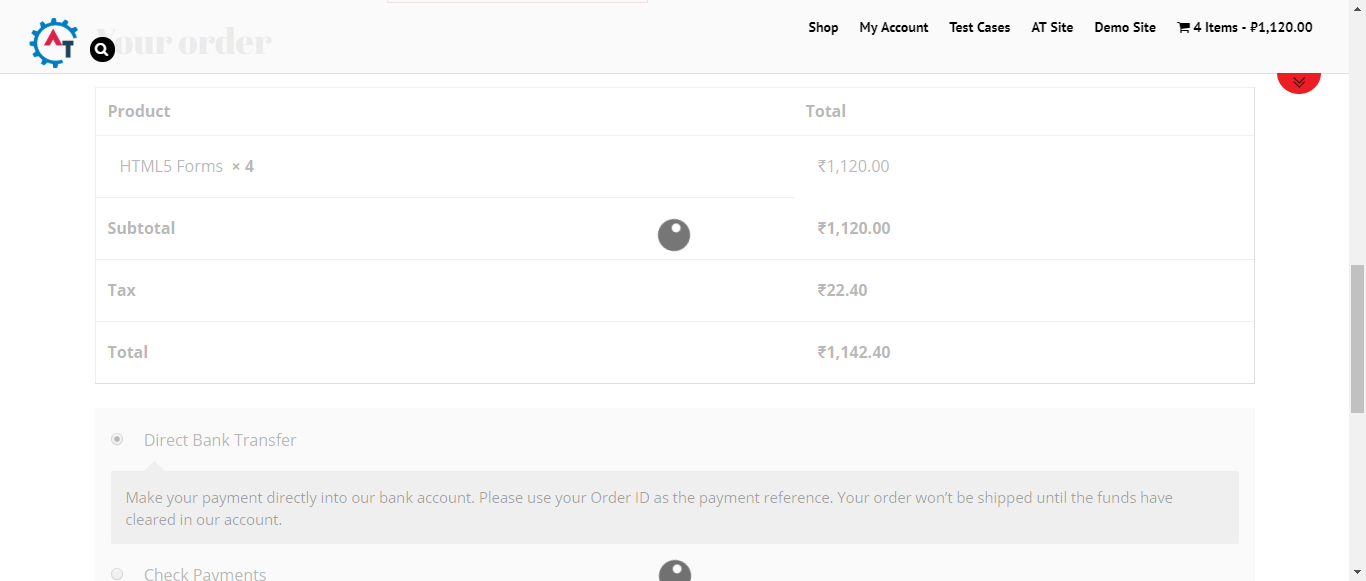 AT
Your order
Shop My Account Test Cases AT Site Demo Site 4 Items - ₽1,120.00
Product Total
HTML5 Forms × 4 ₹1,120.00
Subtotal ₹1,120.00
Tax ₹22.40
Total ₹1,142.40
Direct Bank Transfer
Make your payment directly into our bank account. Please use your Order ID as the payment reference. Your order won’t be shipped until the funds have
cleared in our account.
Check Payments